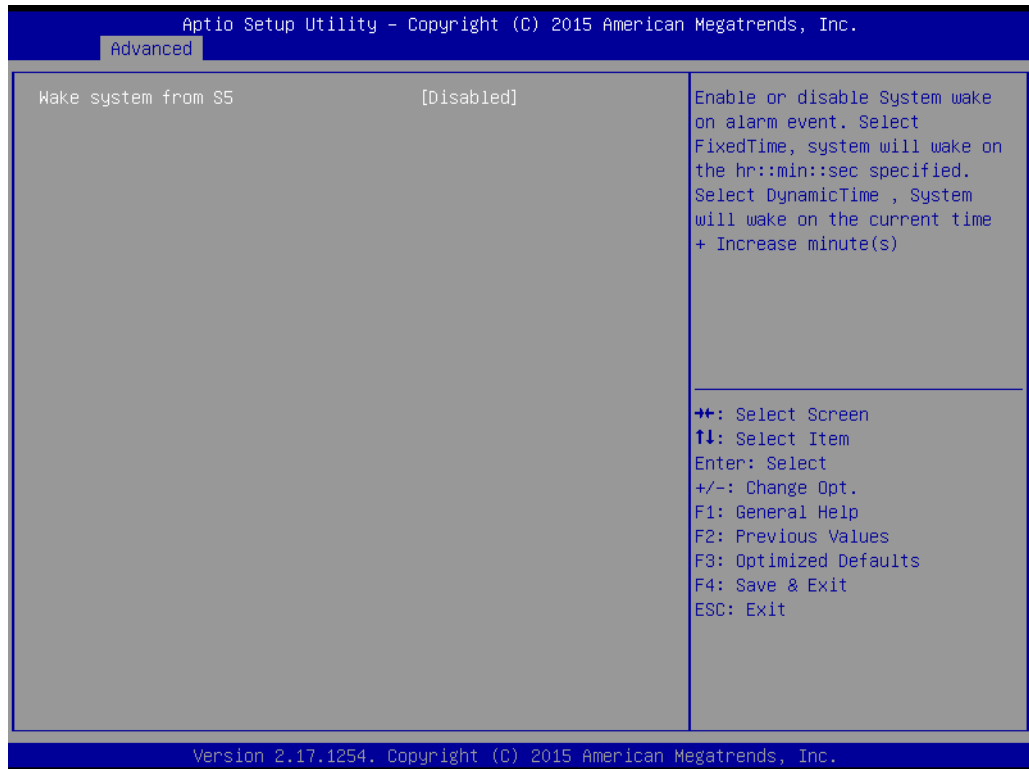 Aptio Setup Utility – Copyright (C) 2015 American Megatrends, Inc.
Advanced
Wake system from S5 [Disabled]
Enable or disable System wake
on alarm event. Select
FixedTime, system will wake on
the hr::min::sec specified.
Select DynamicTime , System
will wake on the current time
+ Increase minute(s)
→←: Select Screen
↑↓: Select Item
Enter: Select
+/-: Change Opt.
F1: General Help
F2: Previous Values
F3: Optimized Defaults
F4: Save & Exit
ESC: Exit
Version 2.17.1254. Copyright (C) 2015 American Megatrends, Inc.